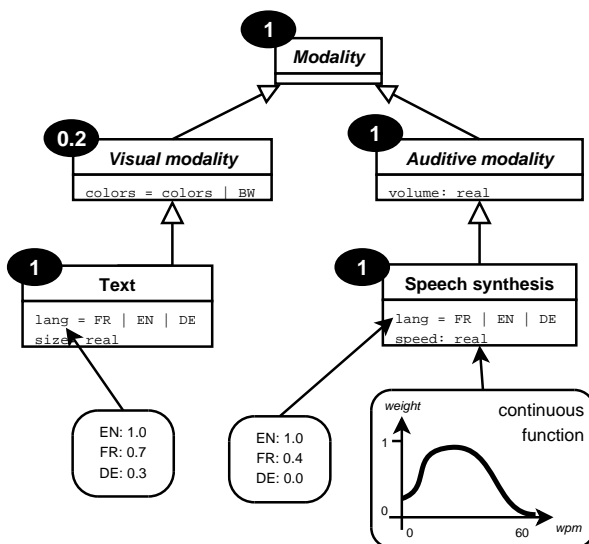 1
Modality
0.2
Visual modality
colors = colors | BW
1
Auditive modality
volume: real
1
Text
lang = FR | EN | DE
size: real
1
Speech synthesis
lang = FR | EN | DE
speed: real
EN: 1.0
FR: 0.7
DE: 0.3
EN: 1.0
FR: 0.4
DE: 0.0
weight
continuous
function
1
0
0
60
wpm